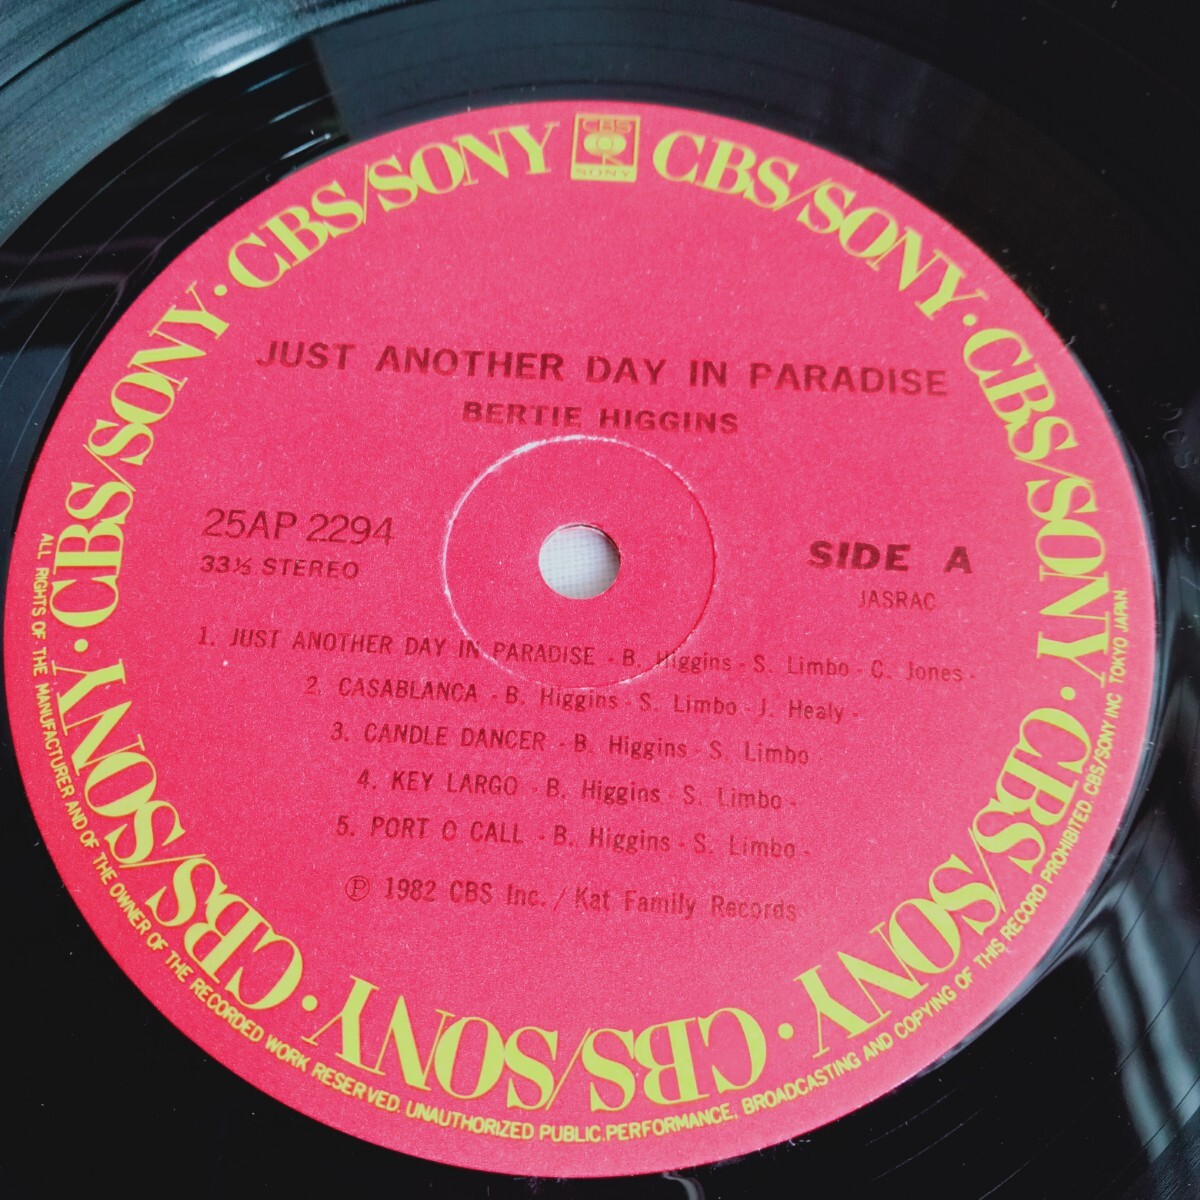 CBS
SONY
CBS/SONY · CBS/SONY · CBS/SONY · CBS/SONY · CBS/SONY · CBS/SONY · CBS/SONY · CBS/SONY
JUST ANOTHER DAY IN PARADISE
BERTIE HIGGINS
25AP 2294
33⅓ STEREO
SIDE A
JASRAC
1. JUST ANOTHER DAY IN PARADISE - B. Higgins - S. Limbo - C. Jones -
2. CASABLANCA - B. Higgins - S. Limbo - J. Healy -
3. CANDLE DANCER - B. Higgins - S. Limbo
4. KEY LARGO - B. Higgins - S. Limbo -
5. PORT O CALL - B. Higgins - S. Limbo -
Ⓟ 1982 CBS Inc. / Kat Family Records
ALL RIGHTS OF THE MANUFACTURER AND OF THE OWNER OF THE RECORDED WORK RESERVED. UNAUTHORIZED PUBLIC.PERFORMANCE, BROADCASTING AND COPYING OF THIS RECORD PROHIBITED. CBS/SONY INC TOKYO JAPAN.